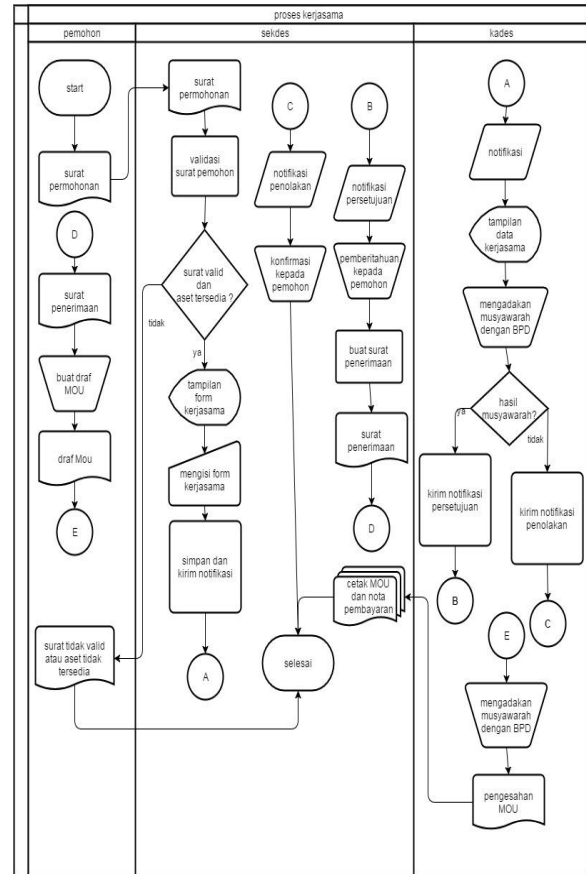 proses kerjasama
pemohon
sekdes
kades
start
surat
permohonan
D
surat
penerimaan
buat draf
MOU
draf Mou
E
surat tidak valid
atau aset tidak
tersedia
surat
permohonan
validasi
surat pemohon
surat valid
dan
aset tersedia ?
tidak
ya
tampilan
form
kerjasama
mengisi form
kerjasama
simpan dan
kirim notifikasi
A
C
notifikasi
penolakan
konfirmasi
kepada
pemohon
selesai
B
notifikasi
persetujuan
pemberitahuan
kepada
pemohon
buat surat
penerimaan
surat
penerimaan
D
cetak MOU
dan nota
pembayaran
A
notifikasi
tampilan
data
kerjasama
mengadakan
musyawarah
dengan BPD
hasil
musyawarah?
ya
tidak
kirim notifikasi
persetujuan
B
kirim notifikasi
penolakan
C
E
mengadakan
musyawarah
dengan BPD
pengesahan
MOU